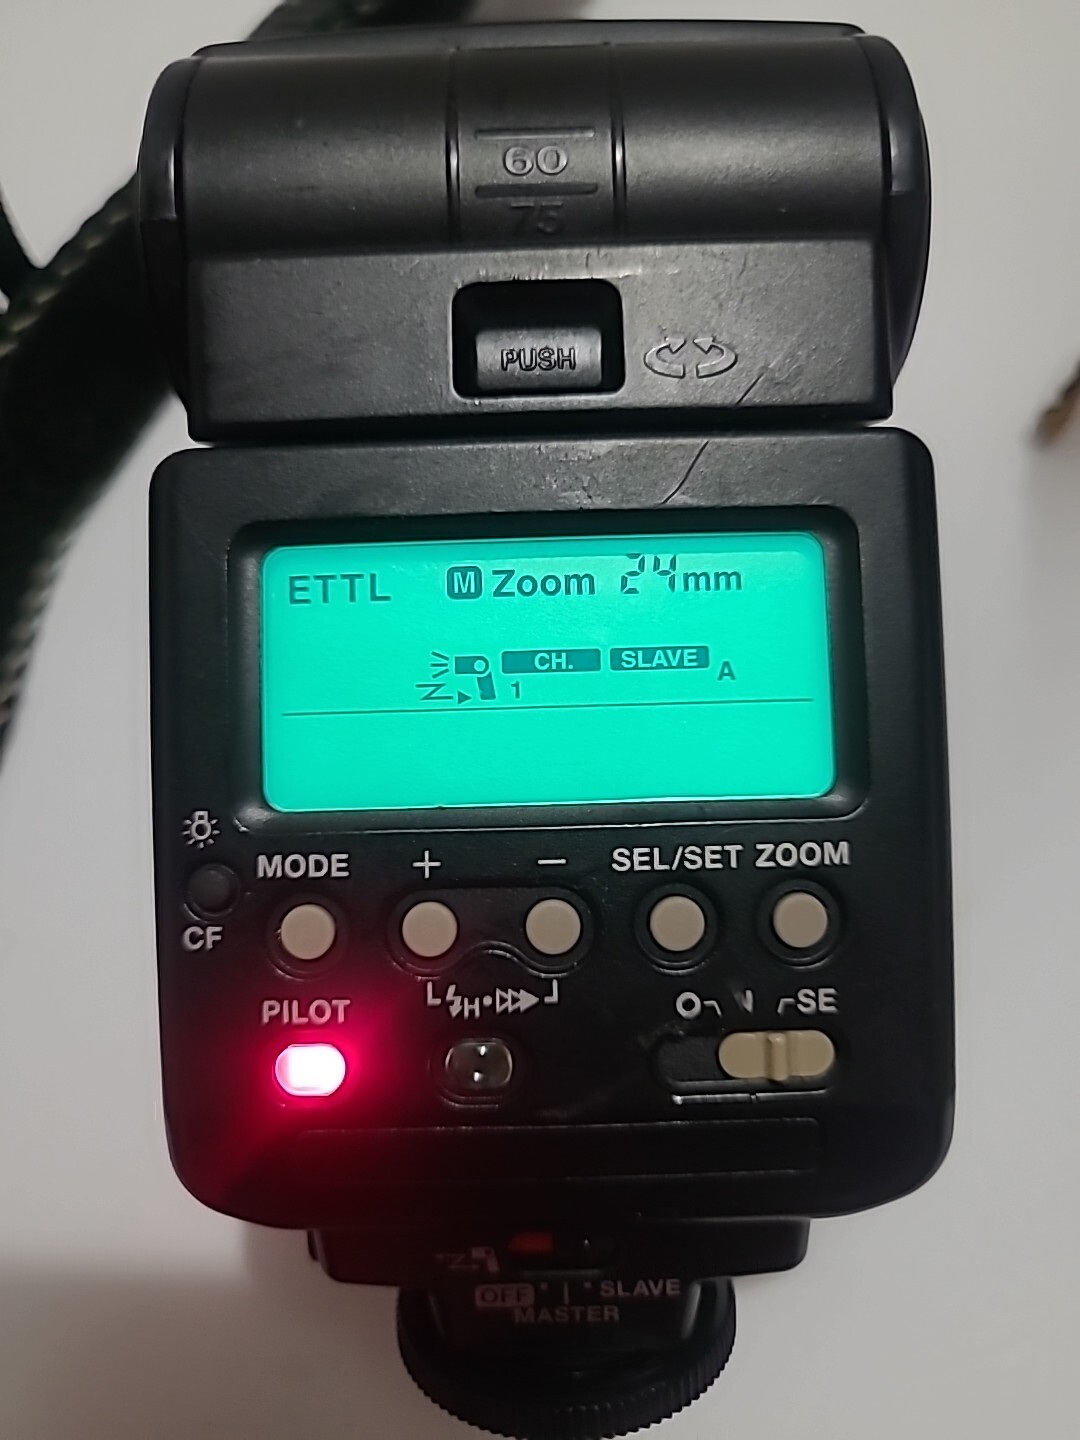 60
75
PUSH
ETTL M Zoom 24mm
CH. SLAVE
1 A
MODE + − SEL/SET ZOOM
CF
PILOT H SE
OFF • | • SLAVE
MASTER